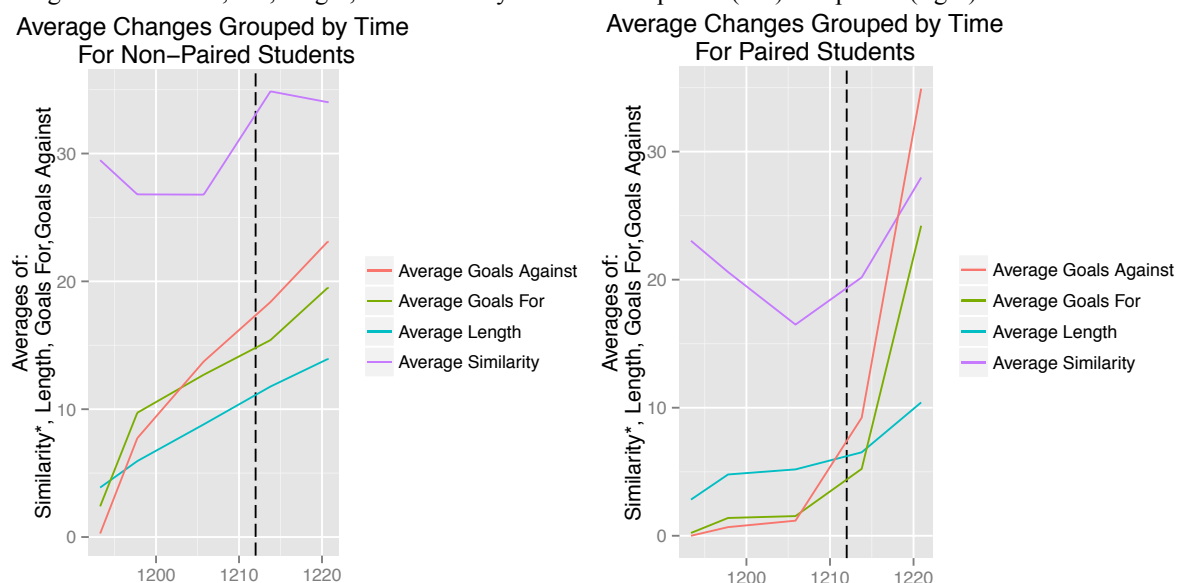 Average Changes Grouped by Time
For Non−Paired Students
Averages of:
Similarity*, Length, Goals For,Goals Against
30
20
10
0
1200
1210
1220
Average Goals Against
Average Goals For
Average Length
Average Similarity
Average Changes Grouped by Time
For Paired Students
Averages of:
Similarity*, Length, Goals For,Goals Against
30
20
10
0
1200
1210
1220
Average Goals Against
Average Goals For
Average Length
Average Similarity